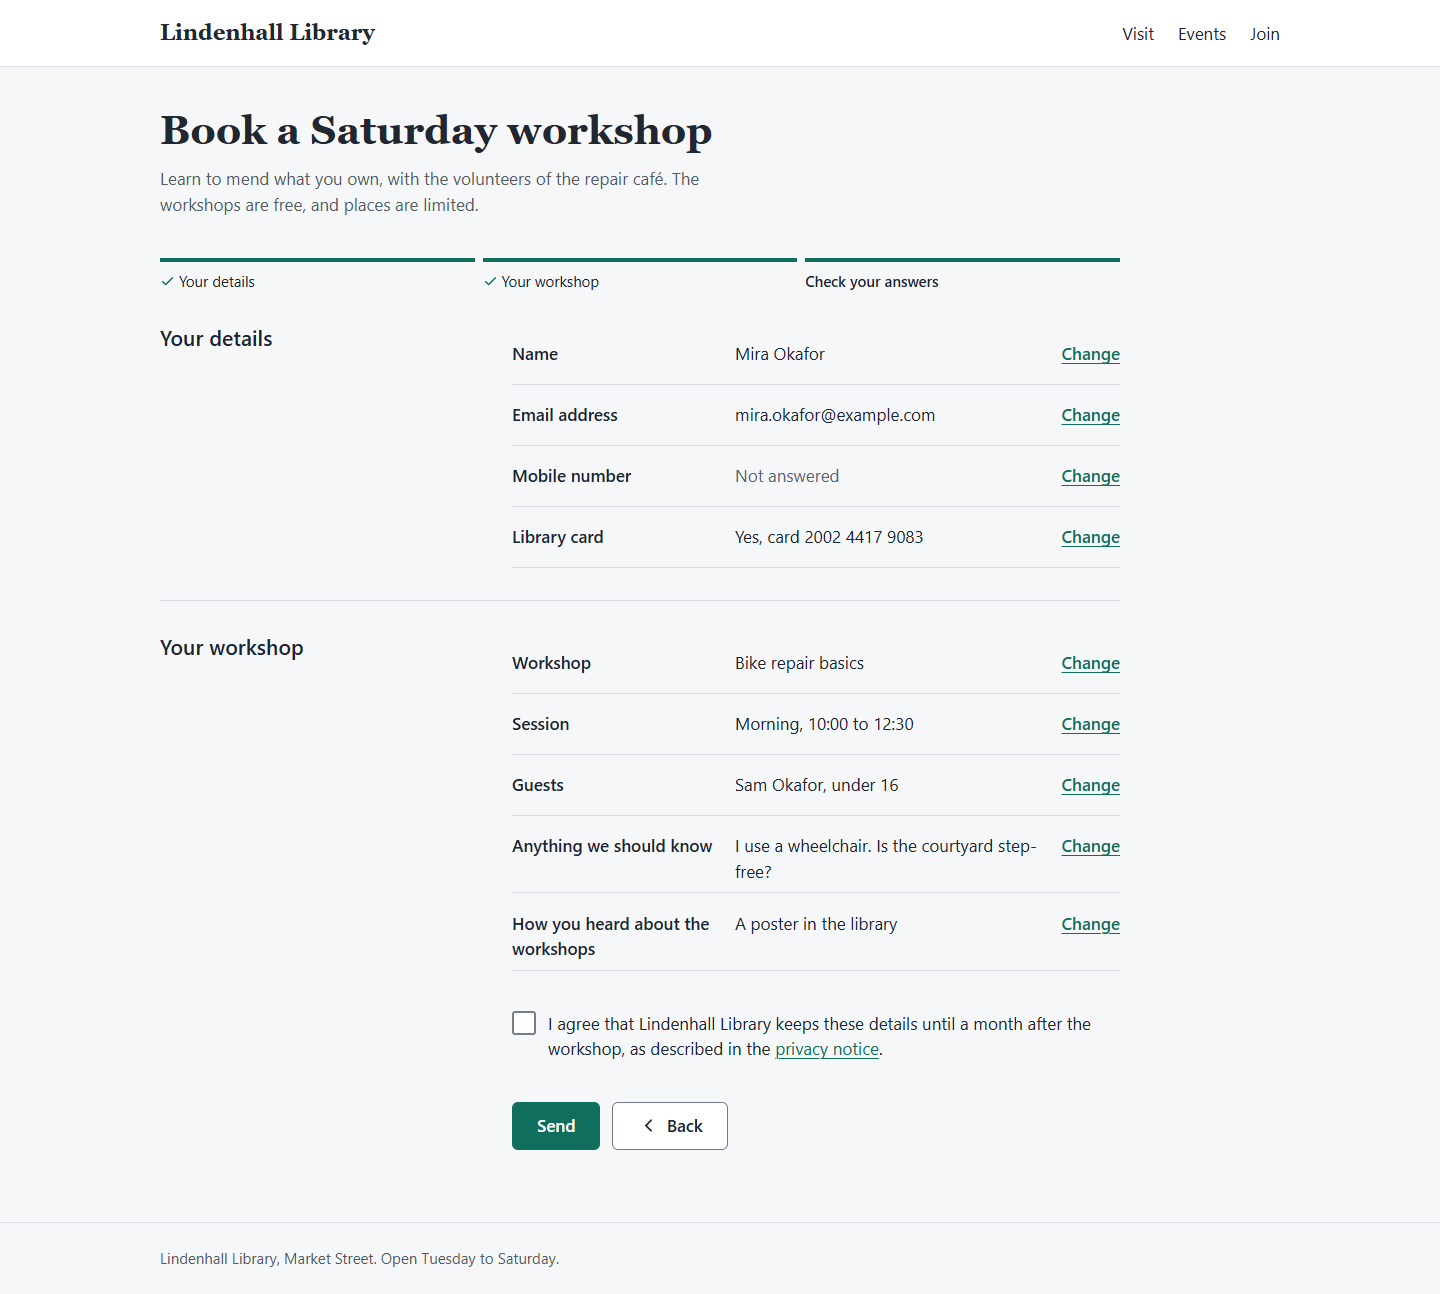 Lindenhall Library
Visit Events Join
Book a Saturday workshop
Learn to mend what you own, with the volunteers of the repair café. The
workshops are free, and places are limited.
Your details
Your workshop
Check your answers
Your details
Name Mira Okafor Change
Email address mira.okafor@example.com Change
Mobile number Not answered Change
Library card Yes, card 2002 4417 9083 Change
Your workshop
Workshop Bike repair basics Change
Session Morning, 10:00 to 12:30 Change
Guests Sam Okafor, under 16 Change
Anything we should know I use a wheelchair. Is the courtyard step- Change
free?
How you heard about the A poster in the library Change
workshops
I agree that Lindenhall Library keeps these details until a month after the
workshop, as described in the privacy notice.
Send Back
Lindenhall Library, Market Street. Open Tuesday to Saturday.